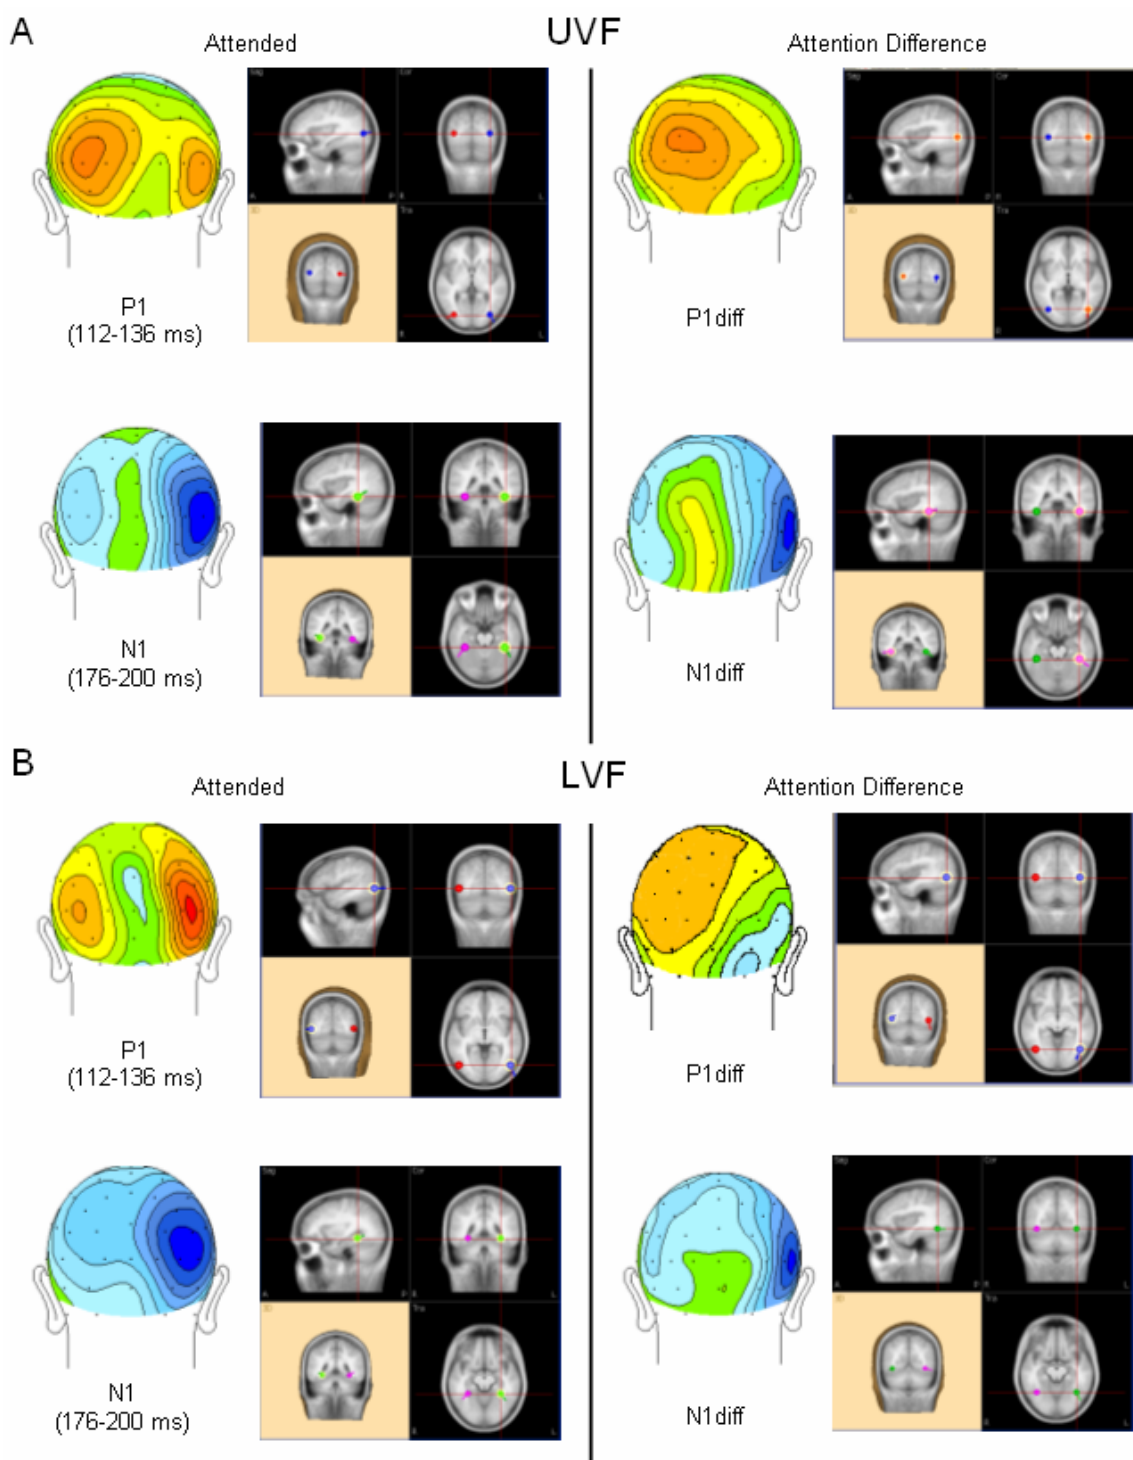 A
UVF
Attended
Attention Difference
P1
(112-136 ms)
P1diff
N1
(176-200 ms)
N1diff
B
LVF
Attended
Attention Difference
P1
(112-136 ms)
P1diff
N1
(176-200 ms)
N1diff